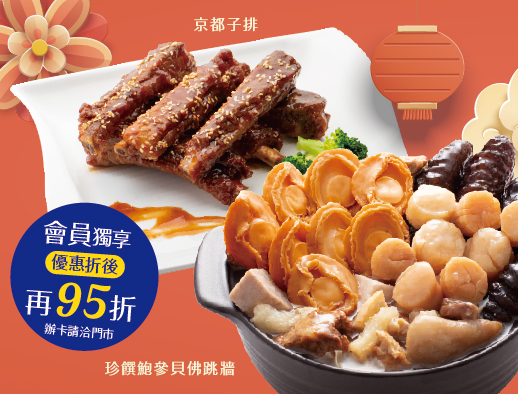 京都子排
會員獨享
優惠折後
再95折
辦卡請洽門市
珍饌鮑參貝佛跳牆